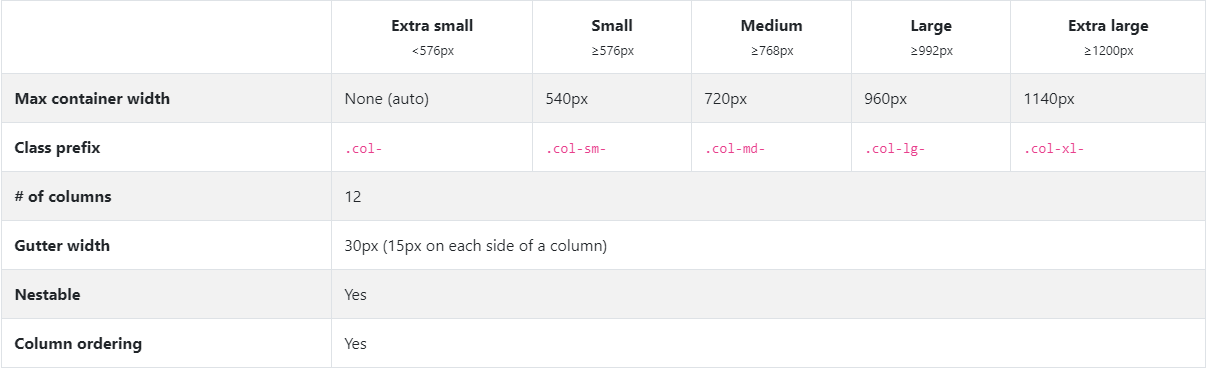 Extra small Small Medium Large Extra large
<576px ≥576px ≥768px ≥992px ≥1200px
Max container width None (auto) 540px 720px 960px 1140px
Class prefix .col- .col-sm- .col-md- .col-lg- .col-xl-
# of columns 12
Gutter width 30px (15px on each side of a column)
Nestable Yes
Column ordering Yes